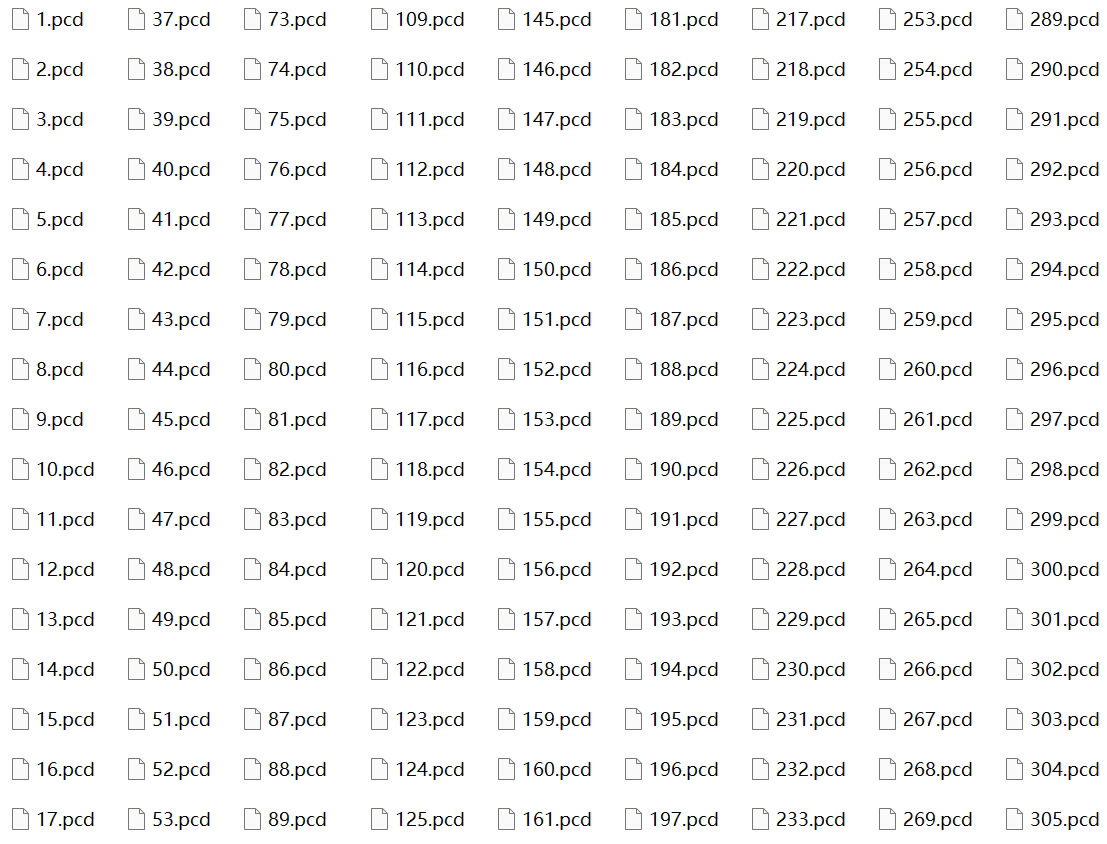 1.pcd 37.pcd 73.pcd 109.pcd 145.pcd 181.pcd 217.pcd 253.pcd 289.pcd
2.pcd 38.pcd 74.pcd 110.pcd 146.pcd 182.pcd 218.pcd 254.pcd 290.pcd
3.pcd 39.pcd 75.pcd 111.pcd 147.pcd 183.pcd 219.pcd 255.pcd 291.pcd
4.pcd 40.pcd 76.pcd 112.pcd 148.pcd 184.pcd 220.pcd 256.pcd 292.pcd
5.pcd 41.pcd 77.pcd 113.pcd 149.pcd 185.pcd 221.pcd 257.pcd 293.pcd
6.pcd 42.pcd 78.pcd 114.pcd 150.pcd 186.pcd 222.pcd 258.pcd 294.pcd
7.pcd 43.pcd 79.pcd 115.pcd 151.pcd 187.pcd 223.pcd 259.pcd 295.pcd
8.pcd 44.pcd 80.pcd 116.pcd 152.pcd 188.pcd 224.pcd 260.pcd 296.pcd
9.pcd 45.pcd 81.pcd 117.pcd 153.pcd 189.pcd 225.pcd 261.pcd 297.pcd
10.pcd 46.pcd 82.pcd 118.pcd 154.pcd 190.pcd 226.pcd 262.pcd 298.pcd
11.pcd 47.pcd 83.pcd 119.pcd 155.pcd 191.pcd 227.pcd 263.pcd 299.pcd
12.pcd 48.pcd 84.pcd 120.pcd 156.pcd 192.pcd 228.pcd 264.pcd 300.pcd
13.pcd 49.pcd 85.pcd 121.pcd 157.pcd 193.pcd 229.pcd 265.pcd 301.pcd
14.pcd 50.pcd 86.pcd 122.pcd 158.pcd 194.pcd 230.pcd 266.pcd 302.pcd
15.pcd 51.pcd 87.pcd 123.pcd 159.pcd 195.pcd 231.pcd 267.pcd 303.pcd
16.pcd 52.pcd 88.pcd 124.pcd 160.pcd 196.pcd 232.pcd 268.pcd 304.pcd
17.pcd 53.pcd 89.pcd 125.pcd 161.pcd 197.pcd 233.pcd 269.pcd 305.pcd